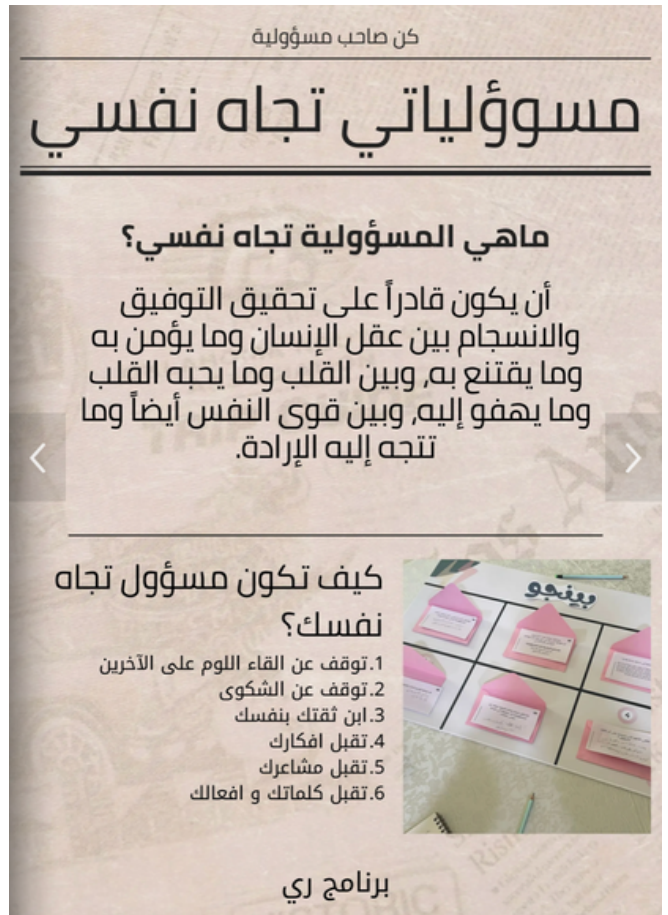 كن صاحب مسؤولية
مسوؤلياتي تجاه نفسي
ماهي المسؤولية تجاه نفسي؟
أن يكون قادراً على تحقيق التوفيق
والانسجام بين عقل الإنسان وما يؤمن به
وما يقتنع به، وبين القلب وما يحبه القلب
وما يهفو إليه، وبين قوى النفس أيضاً وما
تتجه إليه الإرادة.
كيف تكون مسؤول تجاه
نفسك؟
1.توقف عن القاء اللوم على الآخرين
2.توقف عن الشكوى
3.ابن ثقتك بنفسك
4.تقبل افكارك
5.تقبل مشاعرك
6.تقبل كلماتك و افعالك
بينجو
برنامج ري